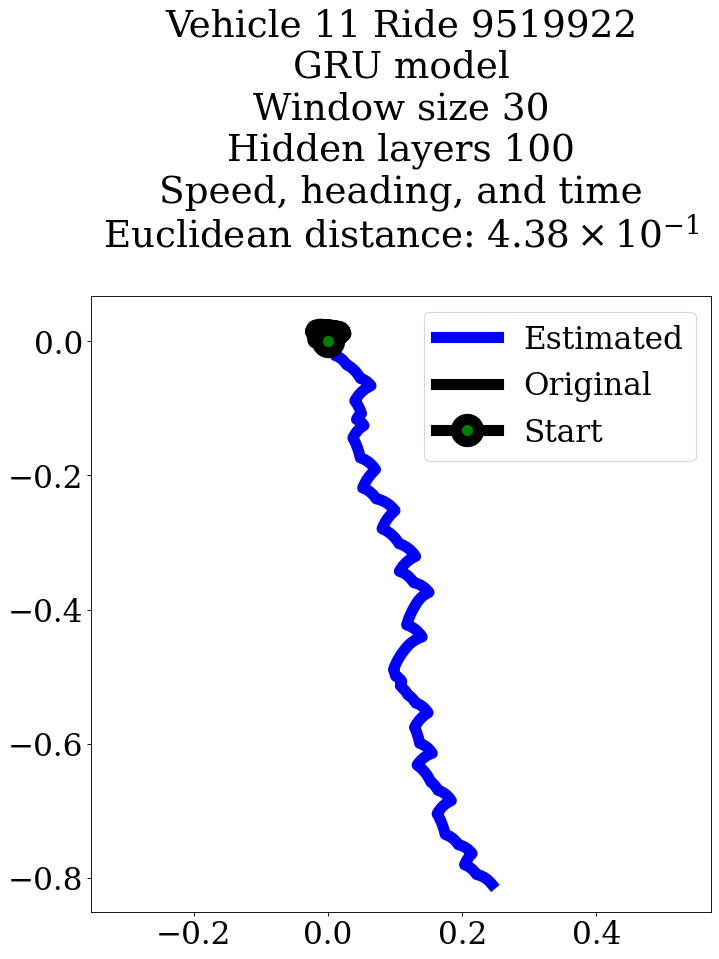 Vehicle 11 Ride 9519922
GRU model
Window size 30
Hidden layers 100
Speed, heading, and time
Euclidean distance: 4.38 × 10⁻¹
Estimated
Original
Start
0.0
−0.2
−0.4
−0.6
−0.8
−0.2 0.0 0.2 0.4